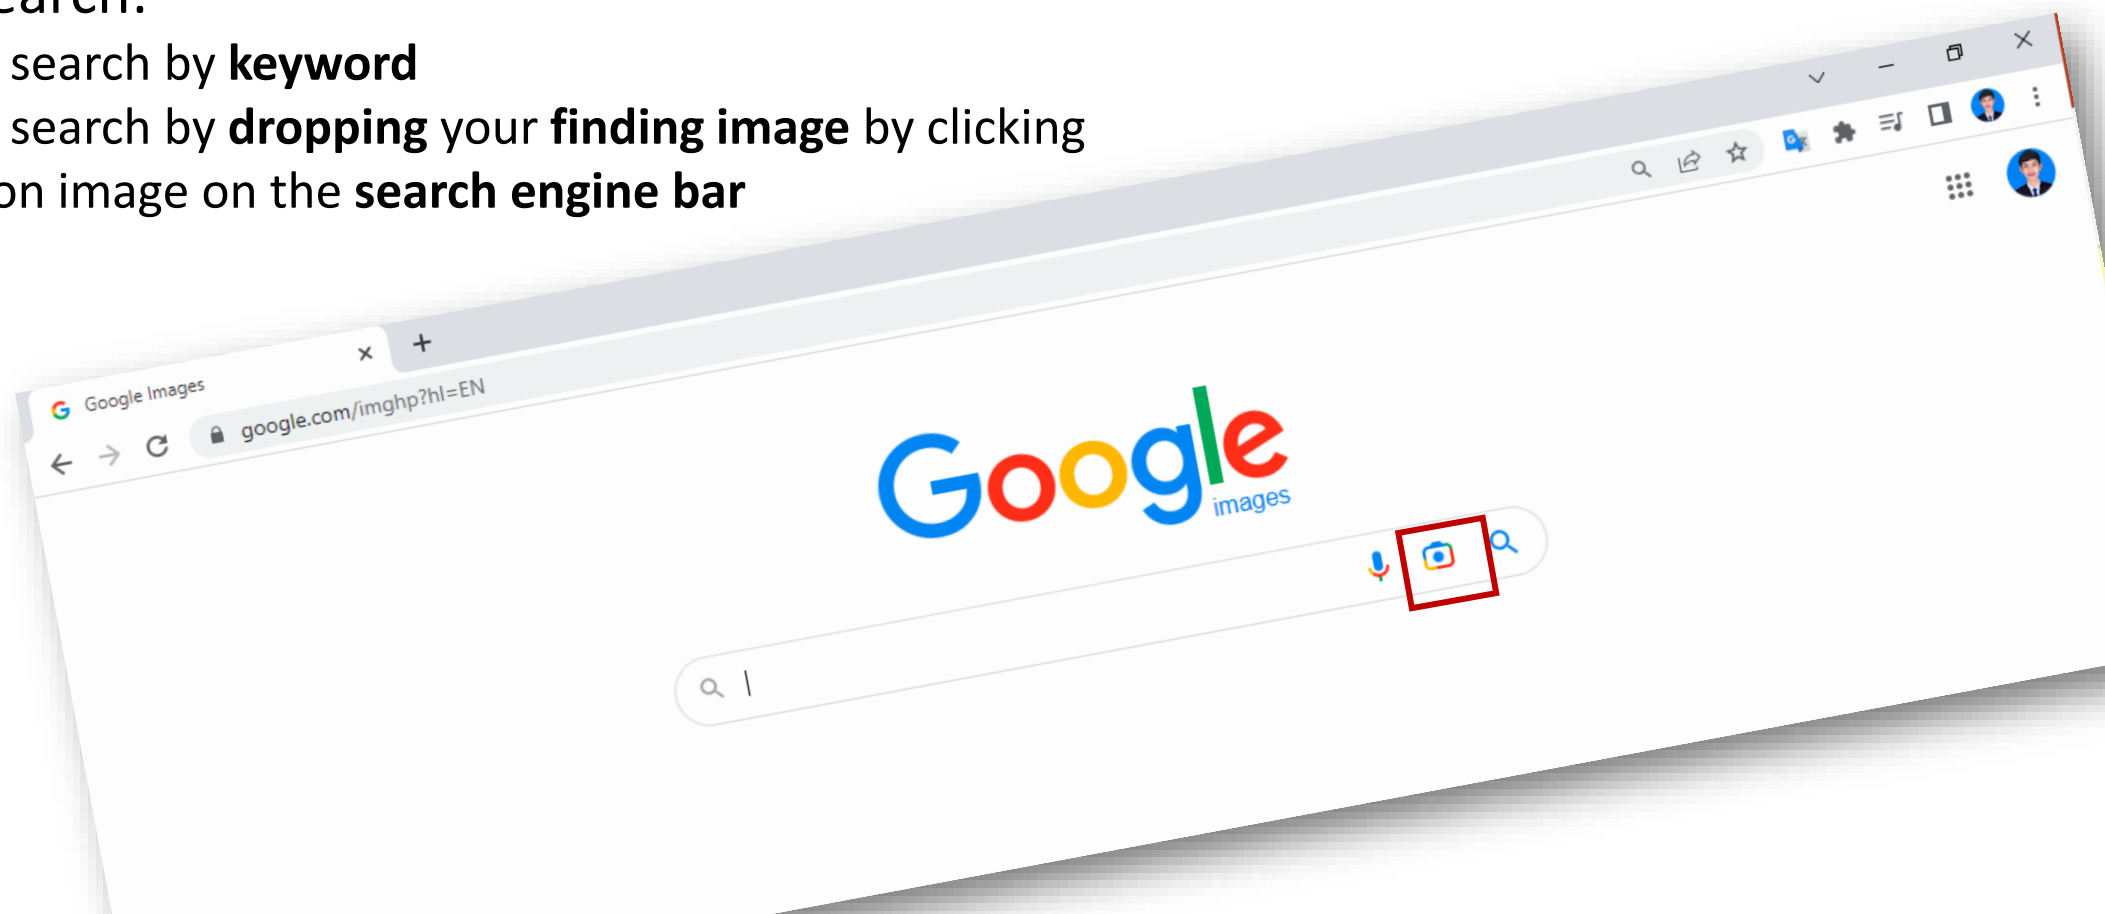 earch:
search by keyword
search by dropping your finding image by clicking
on image on the search engine bar
Google Images
google.com/imghp?hl=EN
Google
images